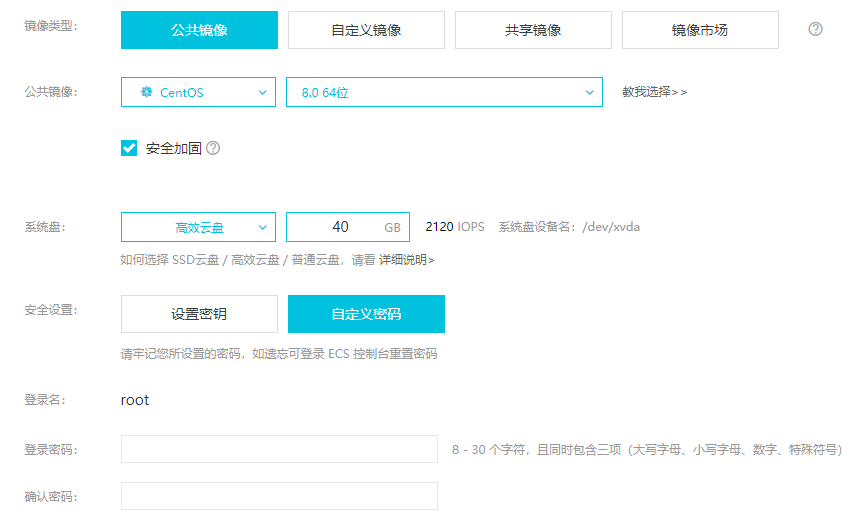 镜像类型： 公共镜像 自定义镜像 共享镜像 镜像市场
公共镜像： CentOS 8.0 64位 教我选择>>
安全加固
系统盘： 高效云盘 40 GB 2120 IOPS 系统盘设备名：/dev/xvda
如何选择 SSD云盘 / 高效云盘 / 普通云盘，请看 详细说明>
安全设置： 设置密钥 自定义密码
请牢记您所设置的密码，如遗忘可登录 ECS 控制台重置密码
登录名： root
登录密码： 8 - 30 个字符，且同时包含三项（大写字母、小写字母、数字、特殊符号）
确认密码：